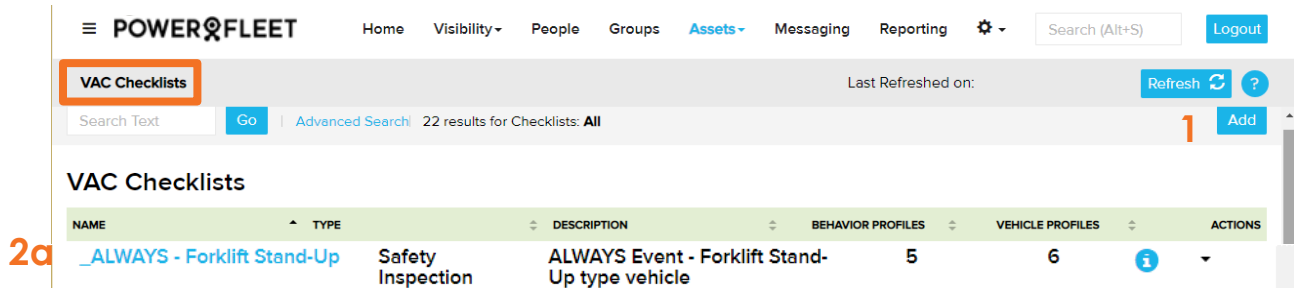 ≡ POWERFLEET Home Visibility People Groups Assets Messaging Reporting Search (Alt+S) Logout
VAC Checklists Last Refreshed on: Refresh ?
Search Text Go | Advanced Search| 22 results for Checklists: All 1 Add
VAC Checklists
NAME TYPE DESCRIPTION BEHAVIOR PROFILES VEHICLE PROFILES ACTIONS
2a _ALWAYS - Forklift Stand-Up Safety ALWAYS Event - Forklift Stand- 5 6 i
Inspection Up type vehicle